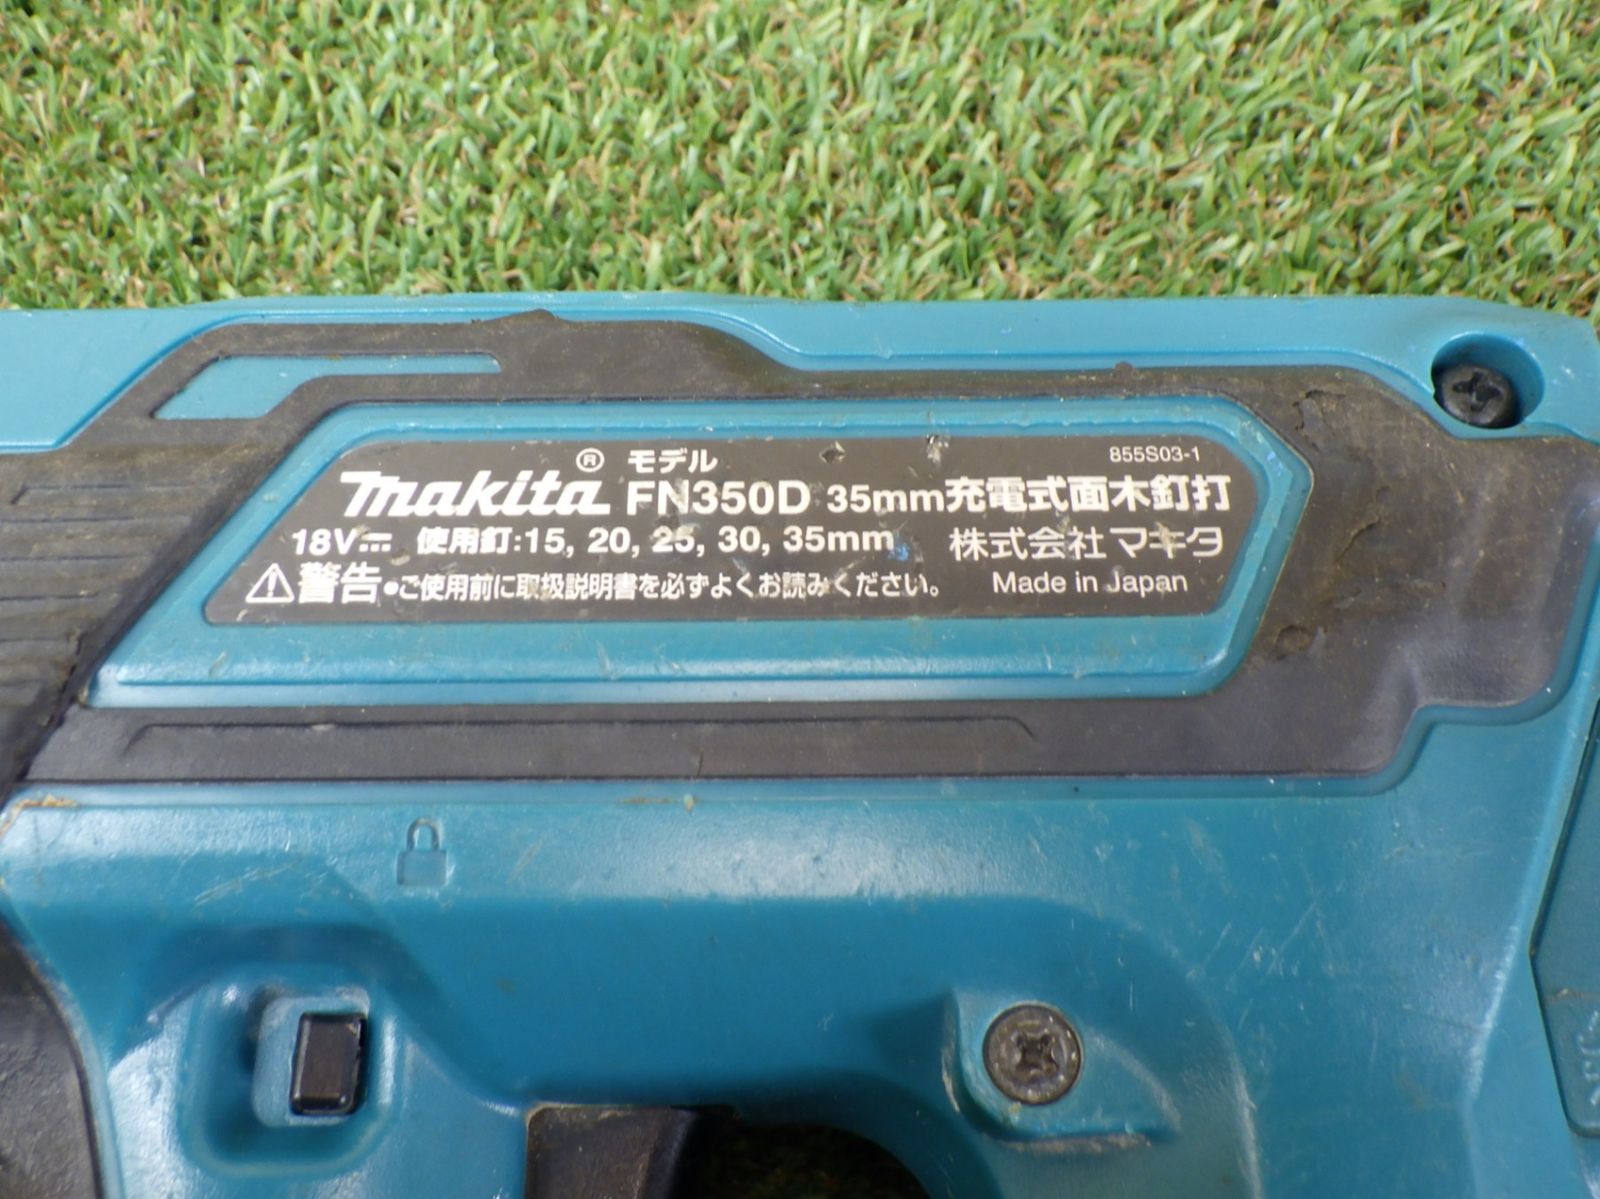 855S03-1
makita® モデル FN350D 35mm充電式面木釘打
18V 使用釘:15, 20, 25, 30, 35mm 株式会社マキタ
警告 ●ご使用前に取扱説明書を必ずよくお読みください。 Made in Japan